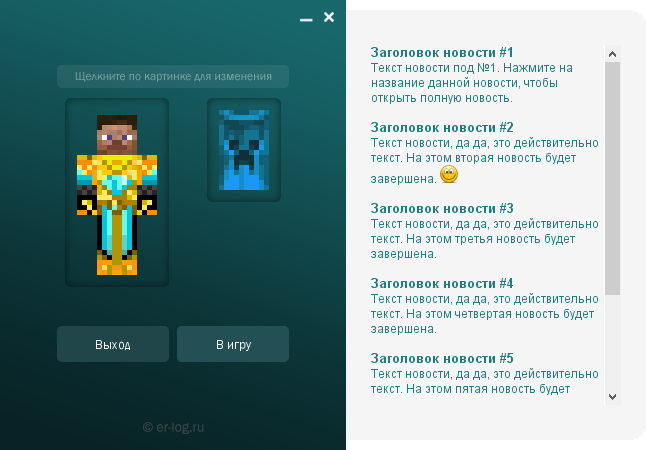 Щелкните по картинке для изменения
Выход
В игру
© er-log.ru
Заголовок новости #1
Текст новости под №1. Нажмите на
название данной новости, чтобы
открыть полную новость.
Заголовок новости #2
Текст новости, да да, это действительно
текст. На этом вторая новость будет
завершена.
Заголовок новости #3
Текст новости, да да, это действительно
текст. На этом третья новость будет
завершена.
Заголовок новости #4
Текст новости, да да, это действительно
текст. На этом четвертая новость будет
завершена.
Заголовок новости #5
Текст новости, да да, это действительно
текст. На этом пятая новость будет